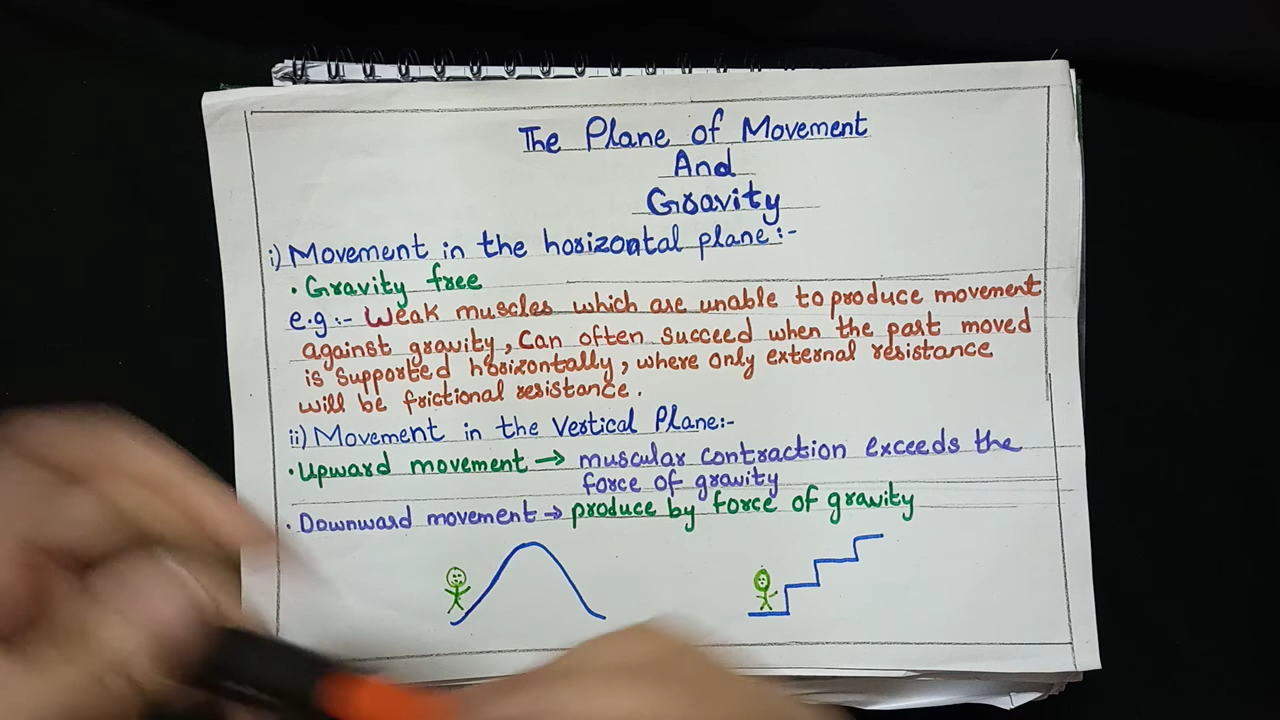 The Plane of Movement
And
Gravity
i) Movement in the horizontal plane:-
• Gravity free
e.g:- Weak muscles which are unable to produce movement
against gravity, Can often succeed when the part moved
is supported horizontally, where only external resistance
will be frictional resistance.
ii) Movement in the Vertical Plane:-
• Upward movement → muscular contraction exceeds the
force of gravity
• Downward movement → produce by force of gravity